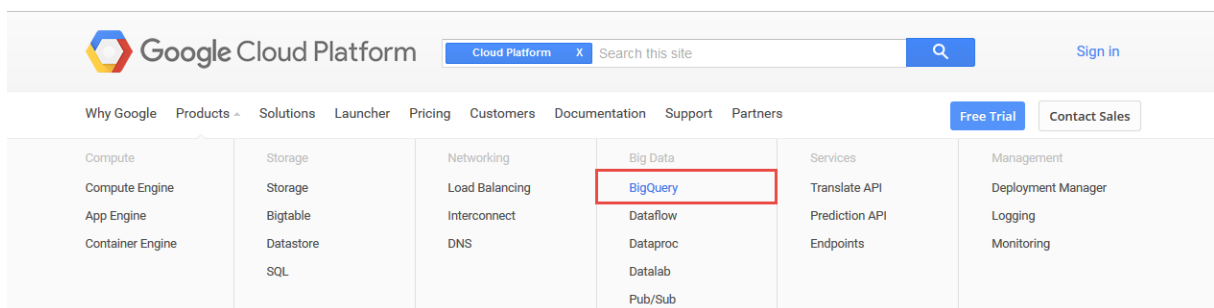 Google Cloud Platform
Cloud Platform X Search this site
Sign in
Why Google Products Solutions Launcher Pricing Customers Documentation Support Partners
Free Trial Contact Sales
Compute
Compute Engine
App Engine
Container Engine
Storage
Storage
Bigtable
Datastore
SQL
Networking
Load Balancing
Interconnect
DNS
Big Data
BigQuery
Dataflow
Dataproc
Datalab
Pub/Sub
Services
Translate API
Prediction API
Endpoints
Management
Deployment Manager
Logging
Monitoring